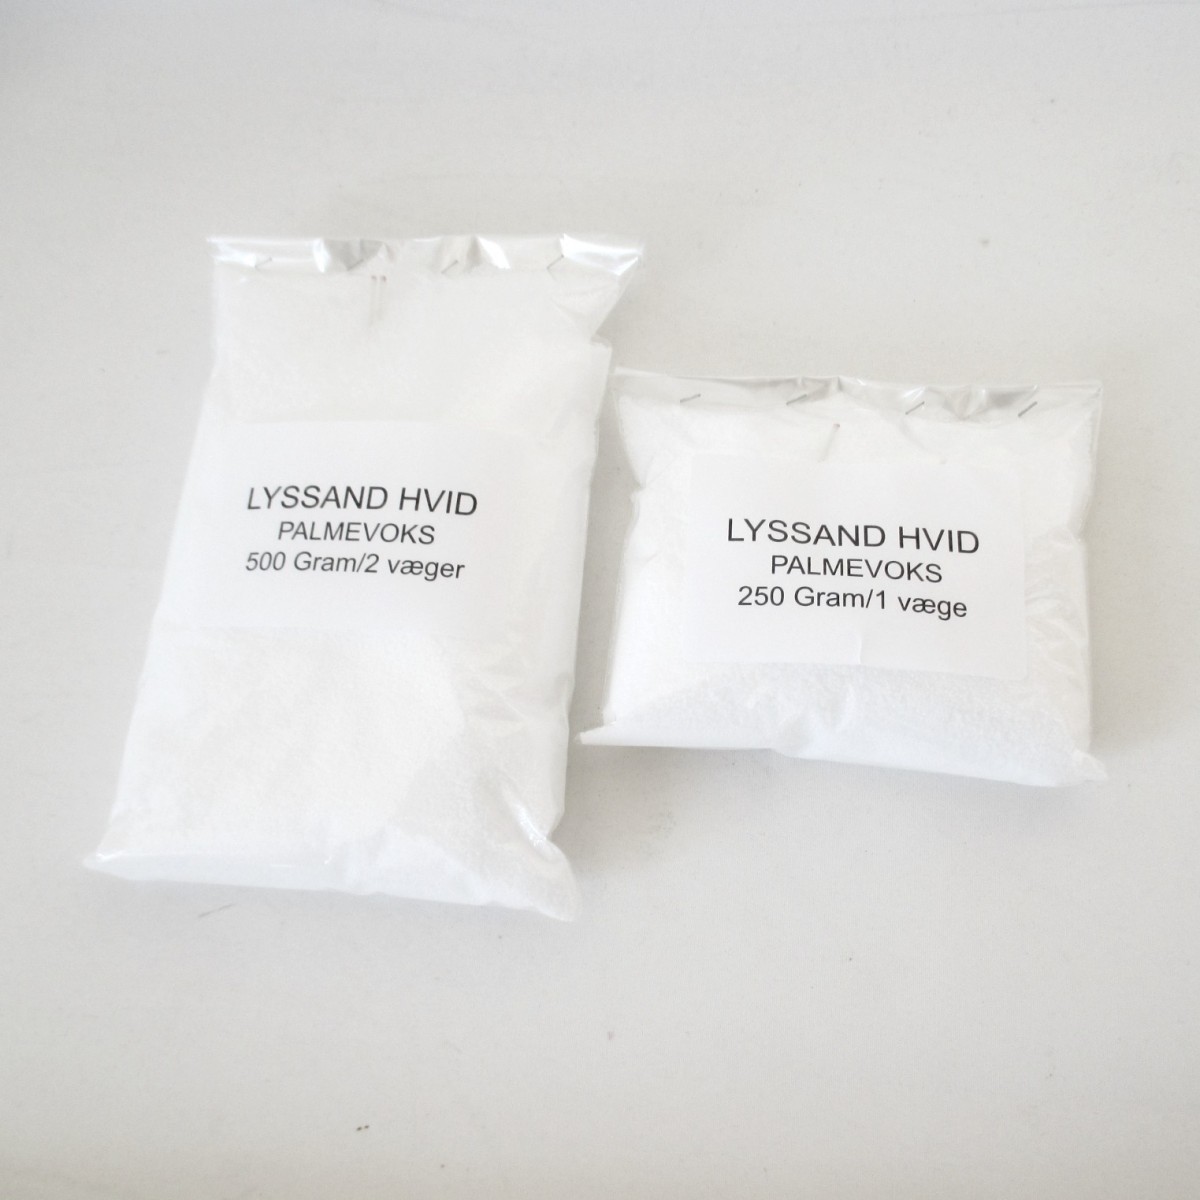 LYSSAND HVID
PALMEVOKS
500 Gram/2 væger
LYSSAND HVID
PALMEVOKS
250 Gram/1 væge